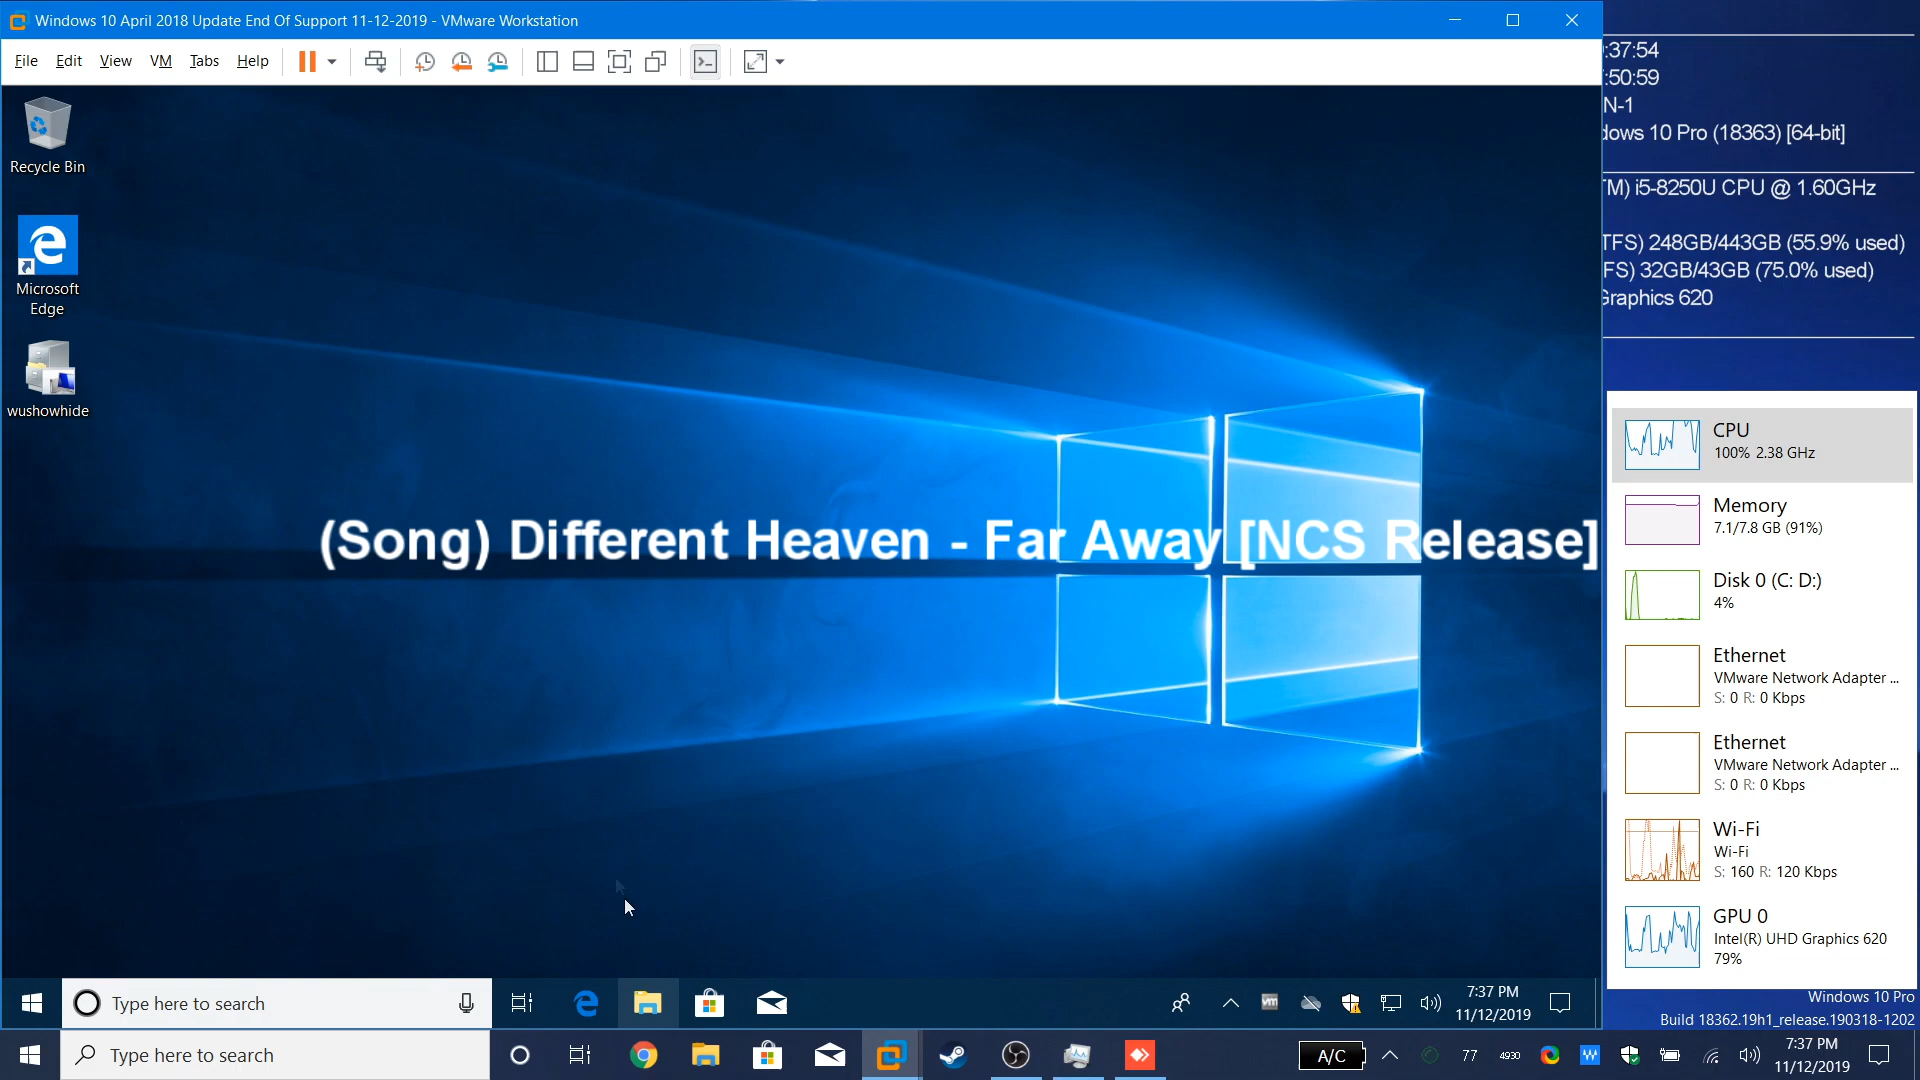 Windows 10 April 2018 Update End Of Support 11-12-2019 - VMware Workstation
File Edit View VM Tabs Help
Recycle Bin
Microsoft
Edge
wushowhide
(Song) Different Heaven - Far Away [NCS Release]
Type here to search
7:37 PM
11/12/2019
:37:54
:50:59
N-1
dows 10 Pro (18363) [64-bit]
TM) i5-8250U CPU @ 1.60GHz
TFS) 248GB/443GB (55.9% used)
FS) 32GB/43GB (75.0% used)
Graphics 620
CPU
100% 2.38 GHz
Memory
7.1/7.8 GB (91%)
Disk 0 (C: D:)
4%
Ethernet
VMware Network Adapter ...
S: 0 R: 0 Kbps
Ethernet
VMware Network Adapter ...
S: 0 R: 0 Kbps
Wi-Fi
Wi-Fi
S: 160 R: 120 Kbps
GPU 0
Intel(R) UHD Graphics 620
79%
Windows 10 Pro
Build 18362.19h1_release.190318-1202
Type here to search
A/C
77
4930
7:37 PM
11/12/2019